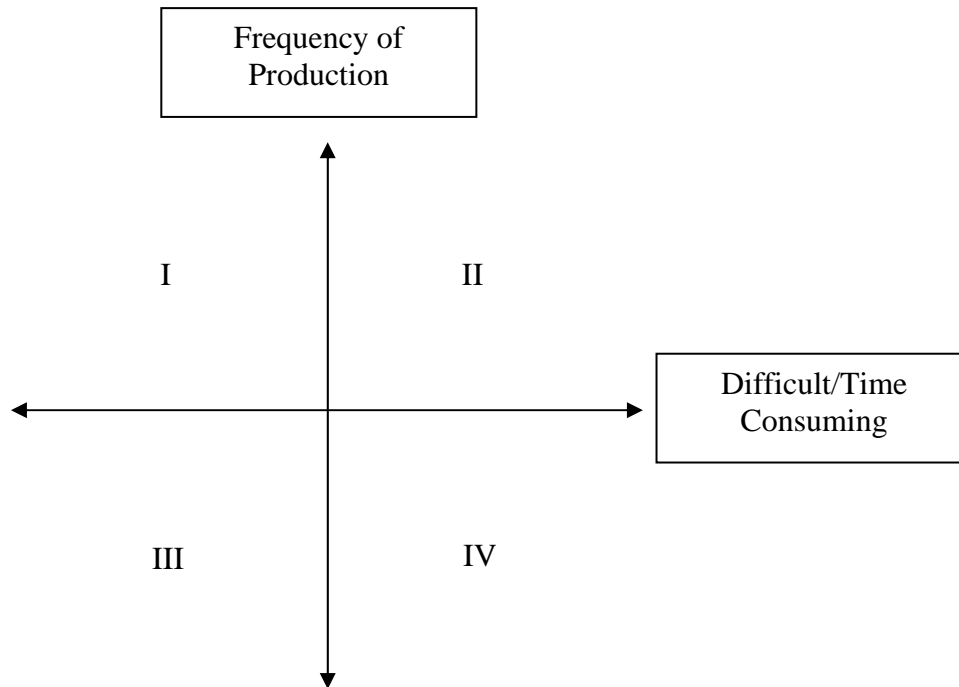 Frequency of
Production
I
II
Difficult/Time
Consuming
III
IV